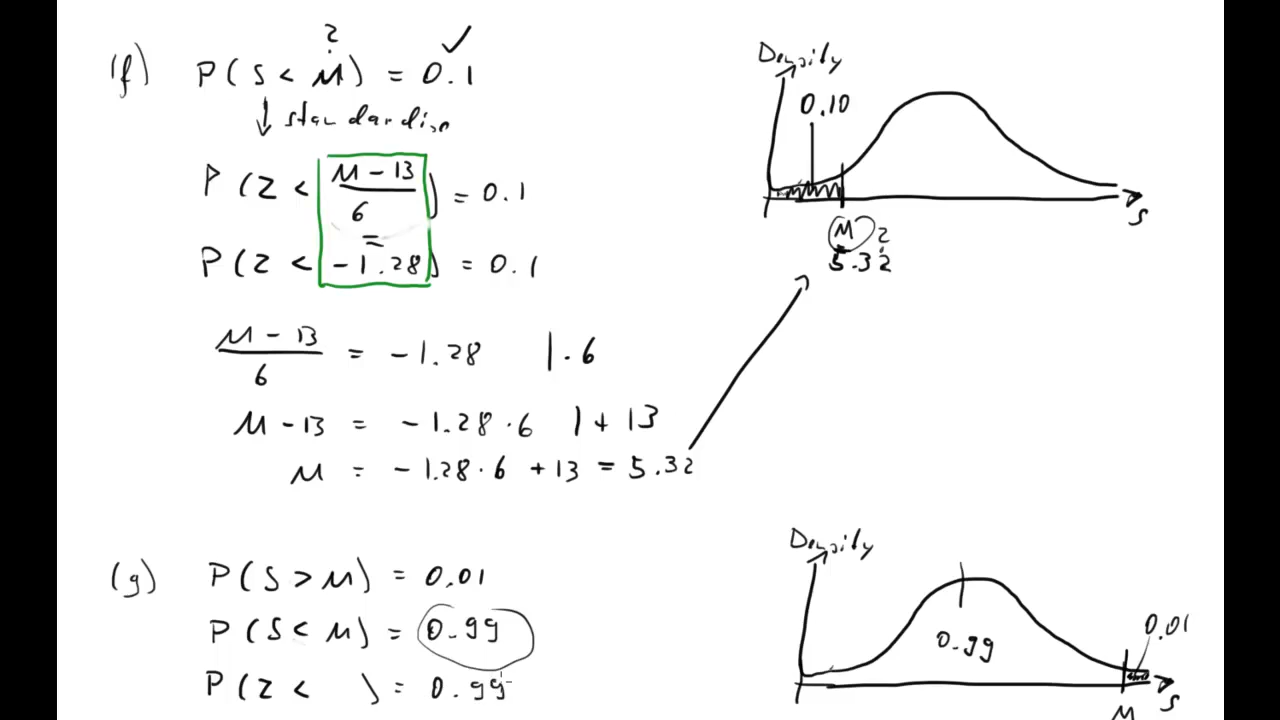 (f) P(S < M) = 0.1 ✓
?
↓ standardise
P(Z < (M - 13)/6) = 0.1
=
P(Z < -1.28) = 0.1
(M - 13)/6 = -1.28 | · 6
M - 13 = -1.28 · 6 | + 13
M = -1.28 · 6 + 13 = 5.32
Density
0.10
S
M ?
5.32
(g) P(S > M) = 0.01
P(S < M) = 0.99
P(Z < ) = 0.99
Density
0.01
0.99
S
M